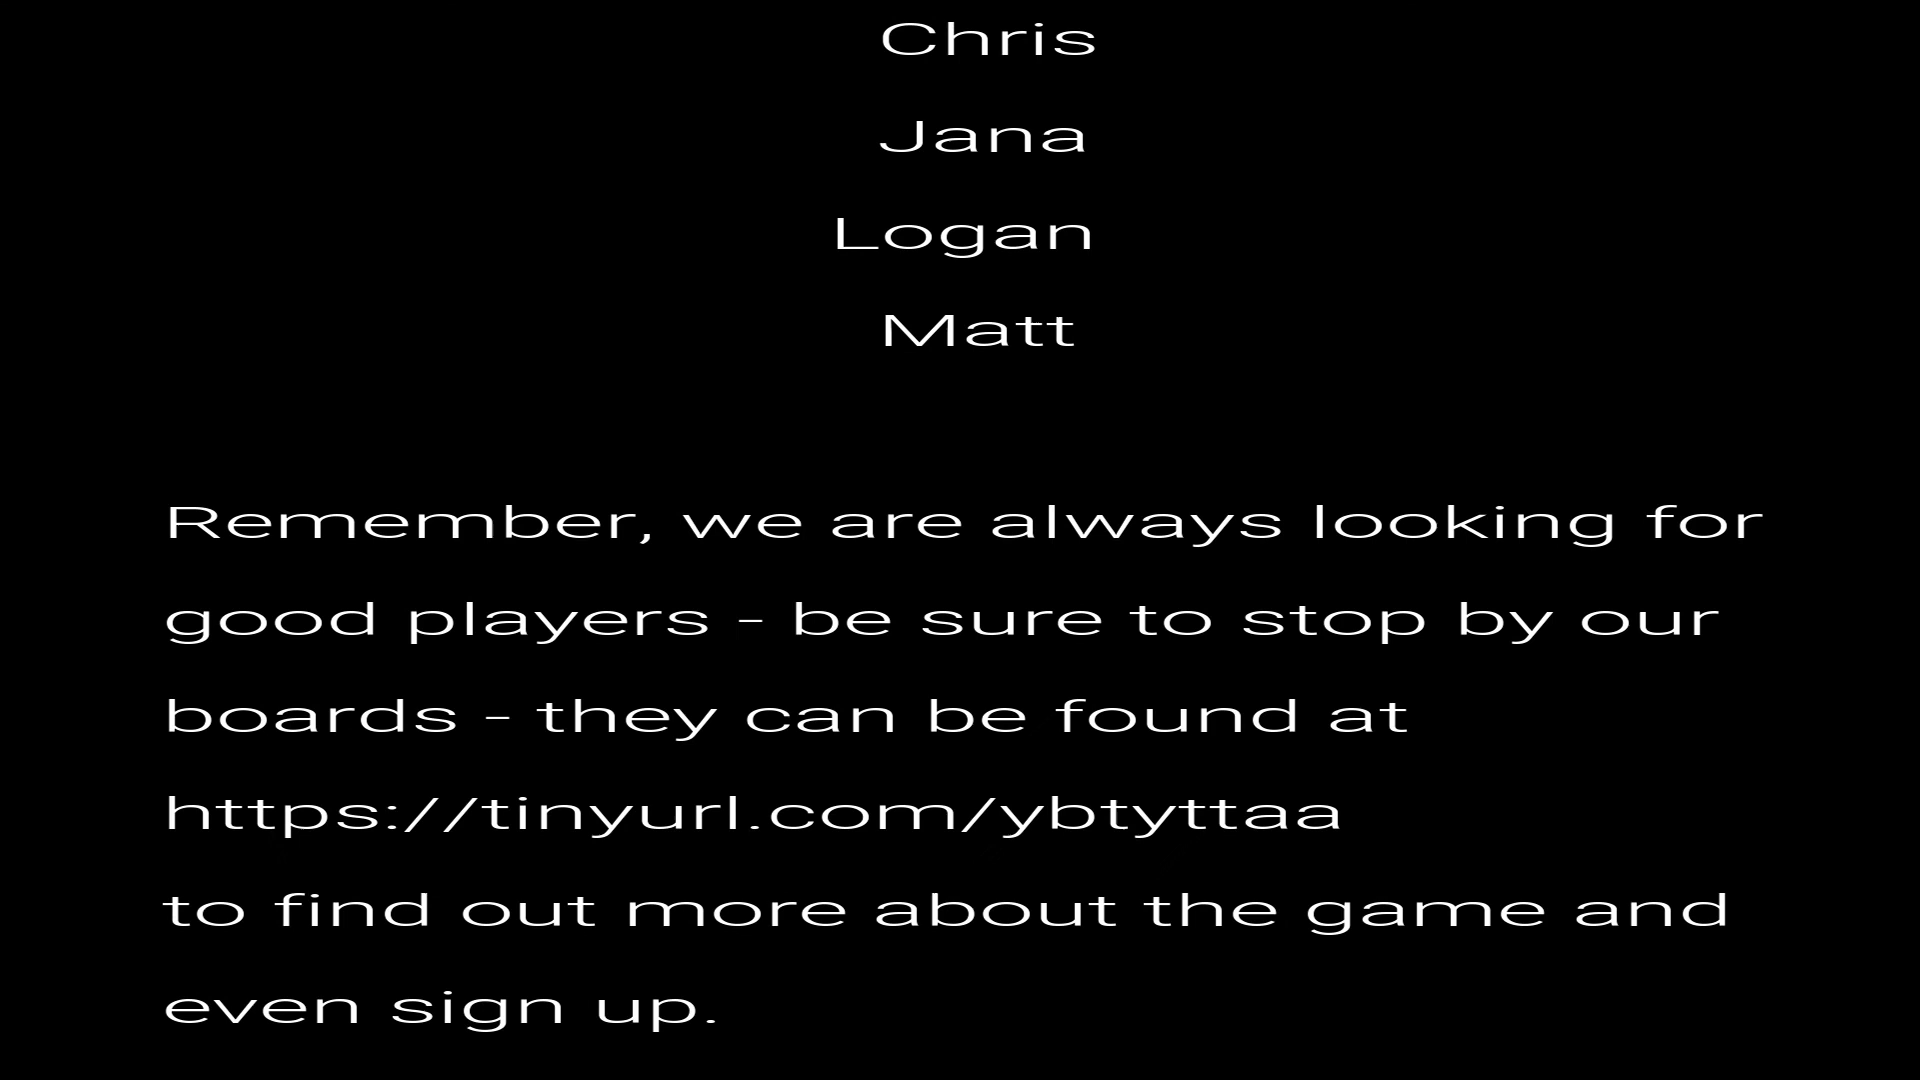 Chris
Jana
Logan
Matt
Remember, we are always looking for
good players - be sure to stop by our
boards - they can be found at
https://tinyurl.com/ybtyttaa
to find out more about the game and
even sign up.